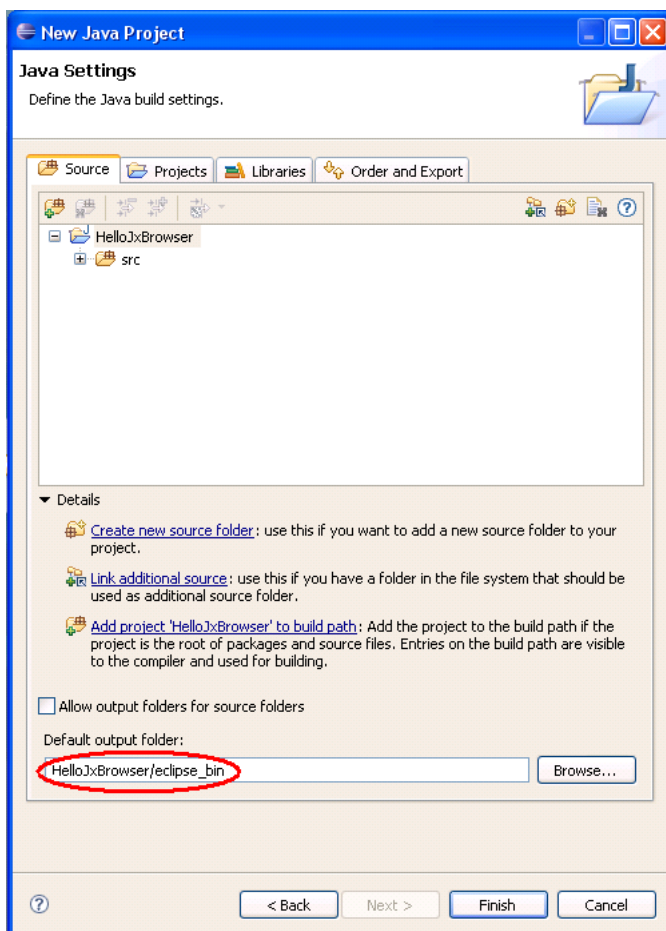 New Java Project
Java Settings
Define the Java build settings.
Source Projects Libraries Order and Export
HelloJxBrowser
src
Details
Create new source folder: use this if you want to add a new source folder to your
project.
Link additional source: use this if you have a folder in the file system that should be
used as additional source folder.
Add project 'HelloJxBrowser' to build path: Add the project to the build path if the
project is the root of packages and source files. Entries on the build path are visible
to the compiler and used for building.
Allow output folders for source folders
Default output folder:
HelloJxBrowser/eclipse_bin Browse...
< Back Next > Finish Cancel